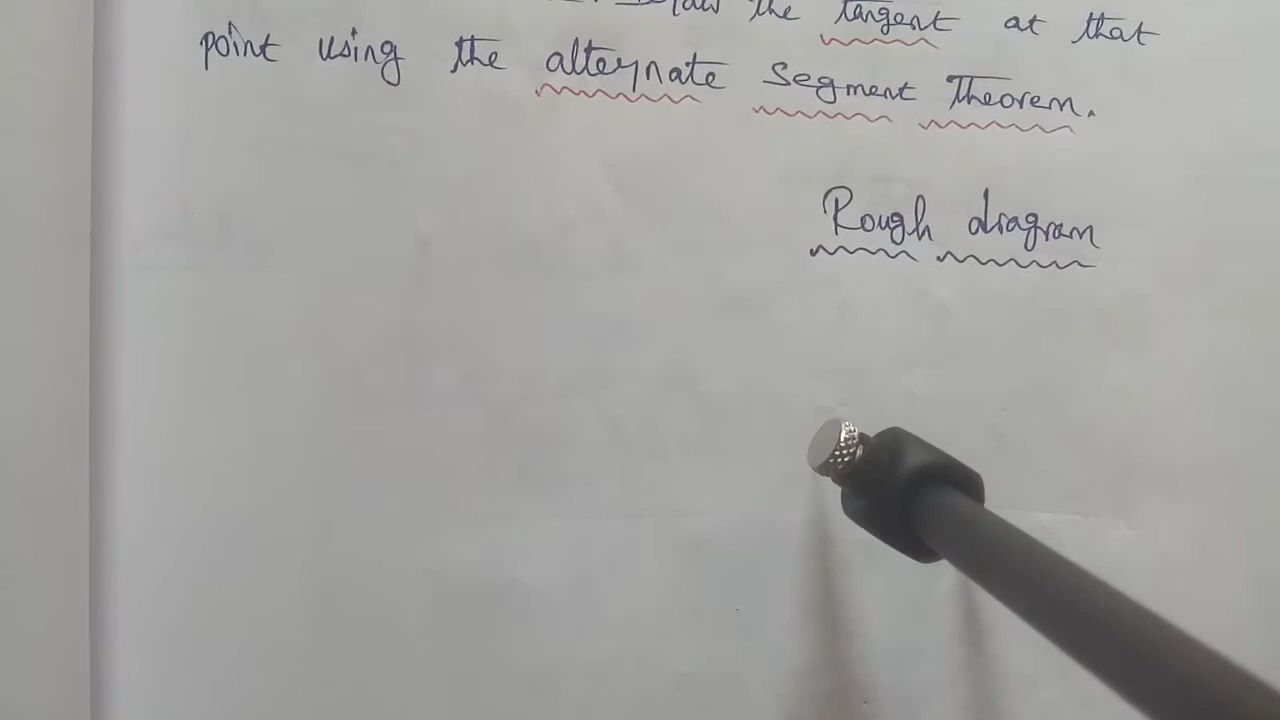 the tangent at that
point using the alternate segment Theorem.
Rough diagram